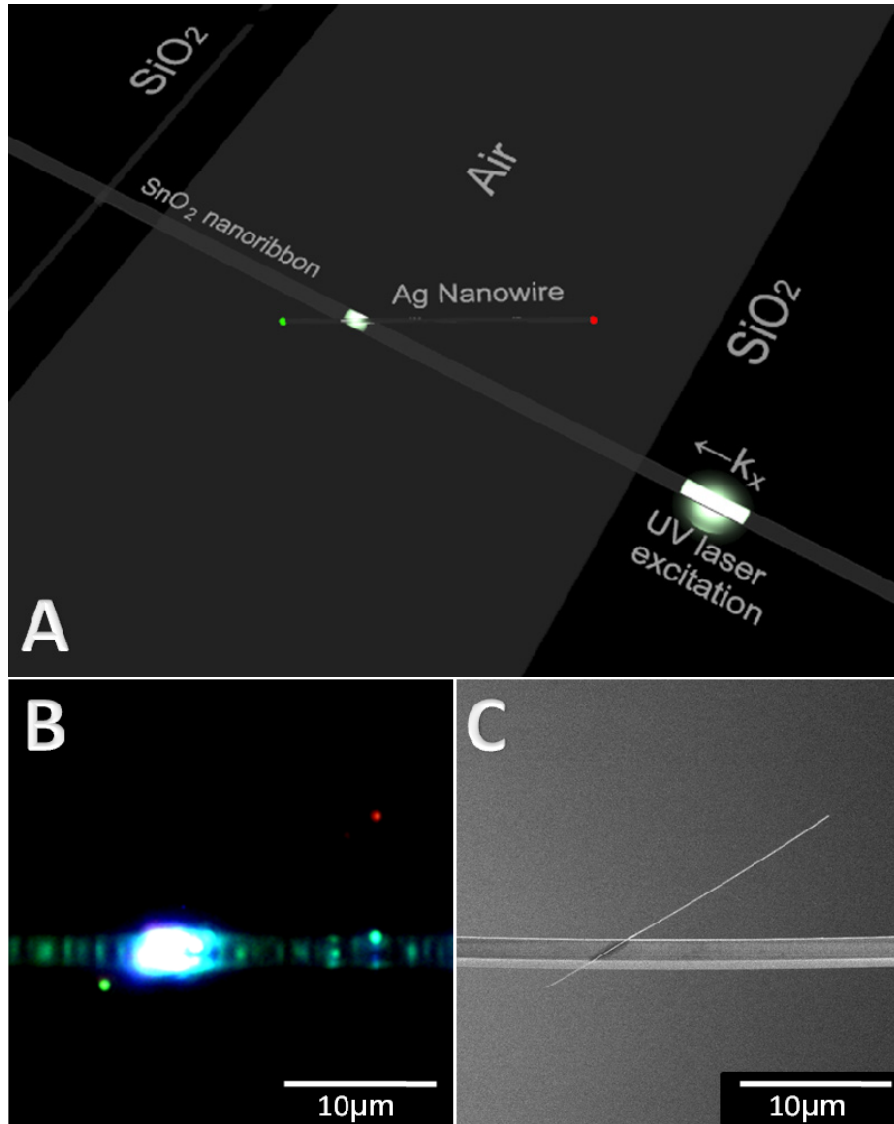 SiO₂
Air
SnO₂ nanoribbon
Ag Nanowire
SiO₂
←kₓ
UV laser
excitation
A
B
10µm
C
10µm